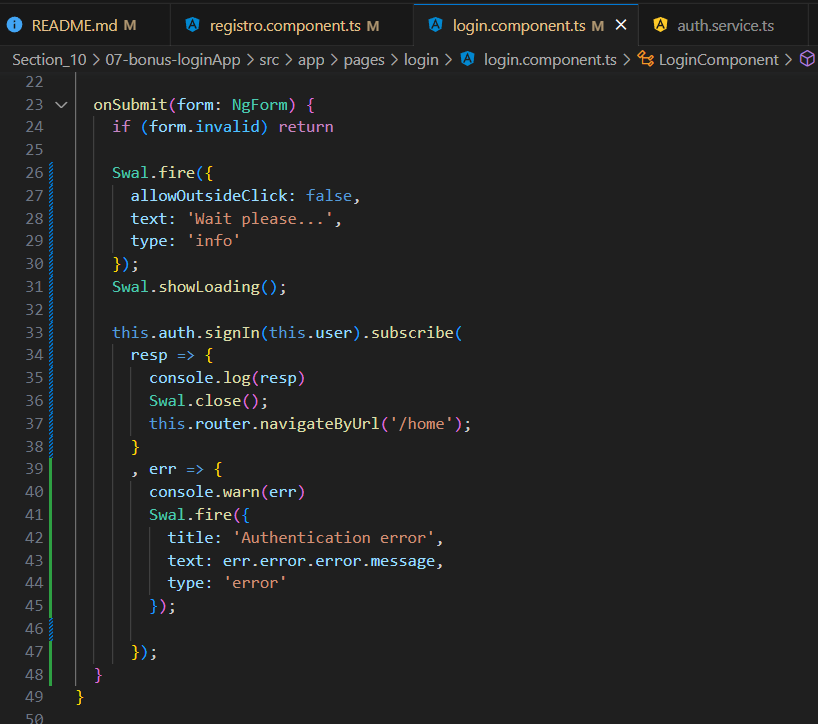 README.md M registro.component.ts M login.component.ts M auth.service.ts
Section_10 > 07-bonus-loginApp > src > app > pages > login > login.component.ts > LoginComponent >
22
23 onSubmit(form: NgForm) {
24 if (form.invalid) return
25
26 Swal.fire({
27 allowOutsideClick: false,
28 text: 'Wait please...',
29 type: 'info'
30 });
31 Swal.showLoading();
32
33 this.auth.signIn(this.user).subscribe(
34 resp => {
35 console.log(resp)
36 Swal.close();
37 this.router.navigateByUrl('/home');
38 }
39 , err => {
40 console.warn(err)
41 Swal.fire({
42 title: 'Authentication error',
43 text: err.error.error.message,
44 type: 'error'
45 });
46
47 });
48 }
49 }
50